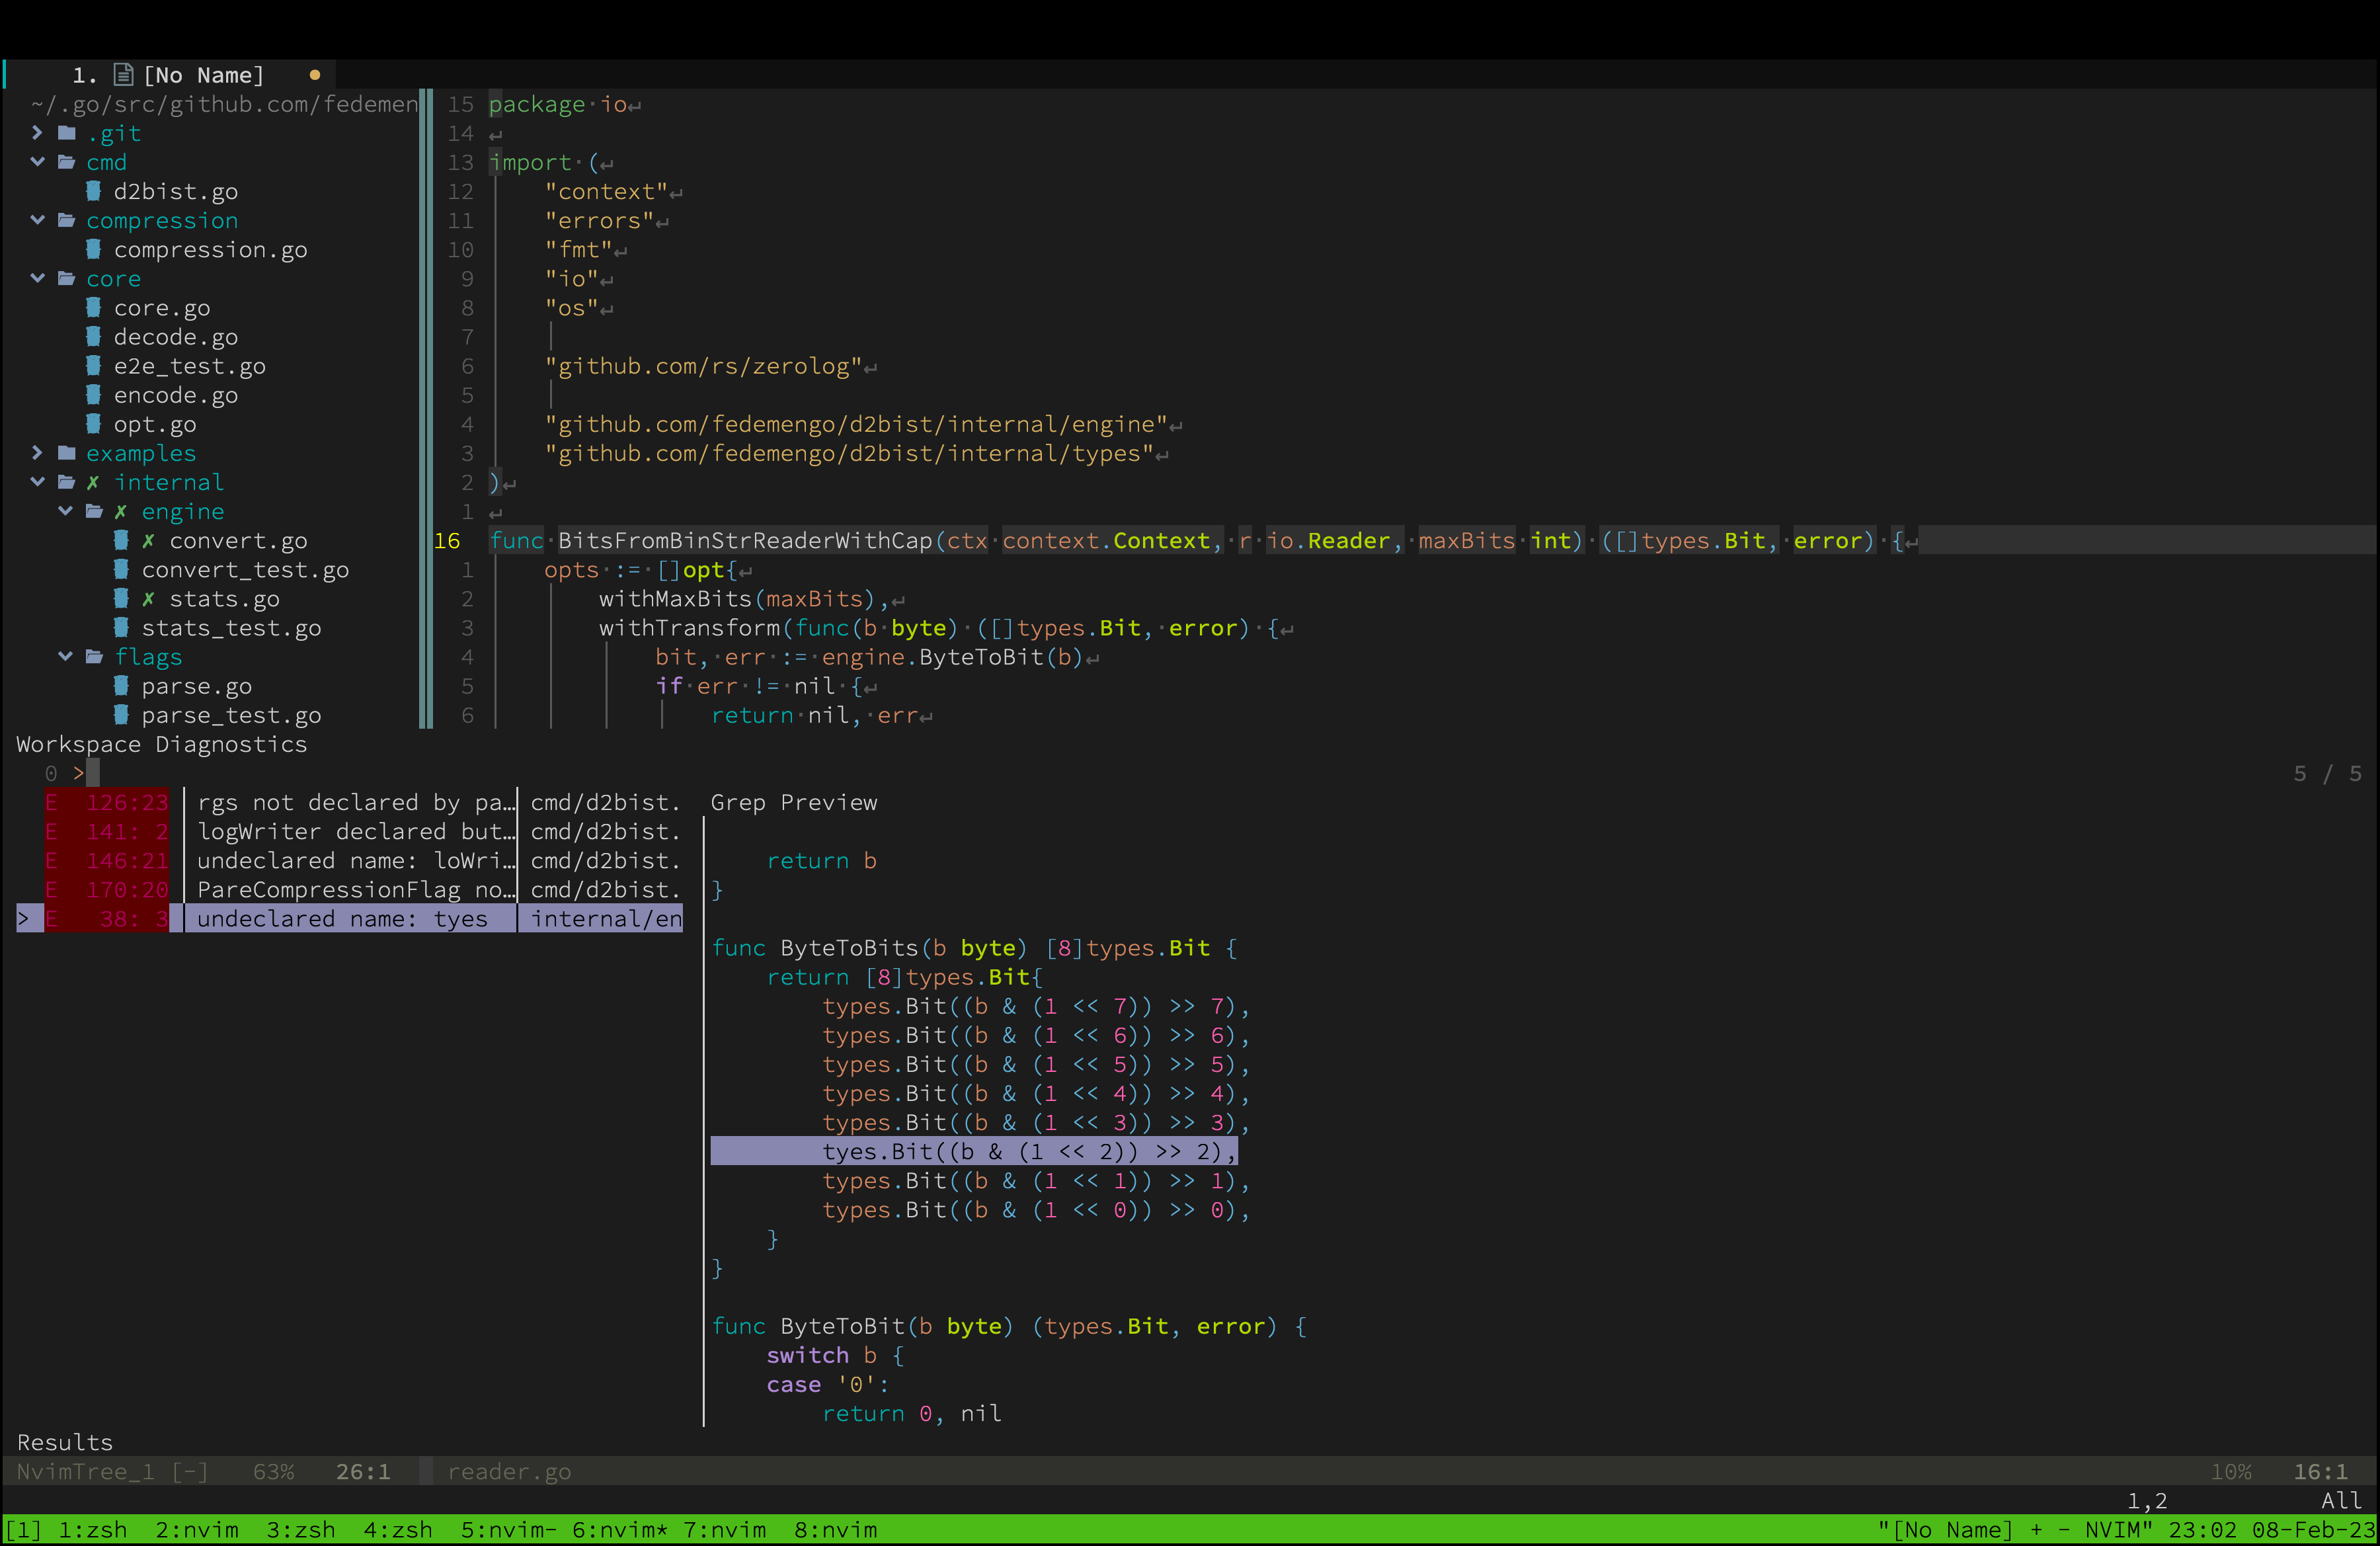 1. [No Name]
~/.go/src/github.com/fedemen
.git
cmd
d2bist.go
compression
compression.go
core
core.go
decode.go
e2e_test.go
encode.go
opt.go
examples
✗ internal
✗ engine
✗ convert.go
convert_test.go
✗ stats.go
stats_test.go
flags
parse.go
parse_test.go
15 package·io↵
14 ↵
13 import·(↵
12 "context"↵
11 "errors"↵
10 "fmt"↵
9 "io"↵
8 "os"↵
7
6 "github.com/rs/zerolog"↵
5
4 "github.com/fedemengo/d2bist/internal/engine"↵
3 "github.com/fedemengo/d2bist/internal/types"↵
2 )↵
1 ↵
16 func·BitsFromBinStrReaderWithCap(ctx·context.Context,·r·io.Reader,·maxBits·int)·([]types.Bit,·error)·{↵
1 opts·:=·[]opt{↵
2 withMaxBits(maxBits),↵
3 withTransform(func(b·byte)·([]types.Bit,·error)·{↵
4 bit,·err·:=·engine.ByteToBit(b)↵
5 if·err·!=·nil·{↵
6 return·nil,·err↵
Workspace Diagnostics
0 > 5 / 5
E 126:23 rgs not declared by pa… cmd/d2bist.
E 141: 2 logWriter declared but… cmd/d2bist.
E 146:21 undeclared name: loWri… cmd/d2bist.
E 170:20 PareCompressionFlag no… cmd/d2bist.
> E 38: 3 undeclared name: tyes internal/en
Grep Preview
return b
}
func ByteToBits(b byte) [8]types.Bit {
return [8]types.Bit{
types.Bit((b & (1 << 7)) >> 7),
types.Bit((b & (1 << 6)) >> 6),
types.Bit((b & (1 << 5)) >> 5),
types.Bit((b & (1 << 4)) >> 4),
types.Bit((b & (1 << 3)) >> 3),
tyes.Bit((b & (1 << 2)) >> 2),
types.Bit((b & (1 << 1)) >> 1),
types.Bit((b & (1 << 0)) >> 0),
}
}
func ByteToBit(b byte) (types.Bit, error) {
switch b {
case '0':
return 0, nil
Results
NvimTree_1 [-] 63% 26:1 reader.go 10% 16:1
1,2 All
[1] 1:zsh 2:nvim 3:zsh 4:zsh 5:nvim- 6:nvim* 7:nvim 8:nvim "[No Name] + - NVIM" 23:02 08-Feb-23